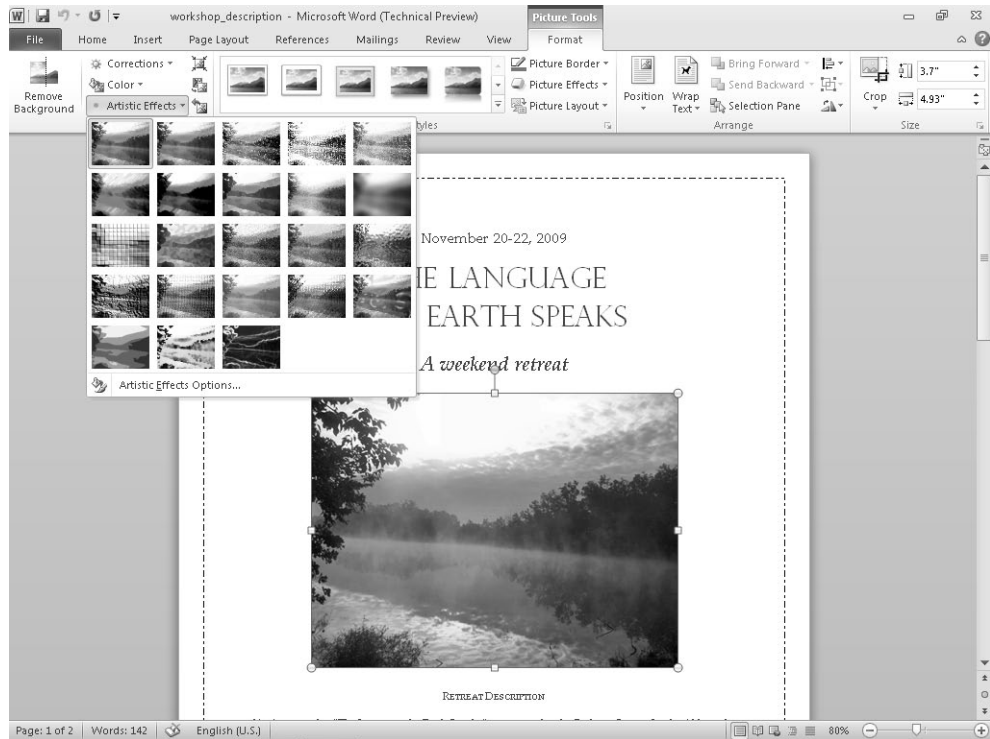 workshop_description - Microsoft Word (Technical Preview)
Picture Tools
File Home Insert Page Layout References Mailings Review View Format
Remove Background
Corrections
Color
Artistic Effects
Picture Border
Picture Effects
Picture Layout
Position
Wrap Text
Bring Forward
Send Backward
Selection Pane
Crop
3.7"
4.93"
yles
Arrange
Size
Artistic Effects Options...
November 20-22, 2009
E LANGUAGE
EARTH SPEAKS
A weekend retreat
Retreat Description
Page: 1 of 2 Words: 142 English (U.S.) 80%